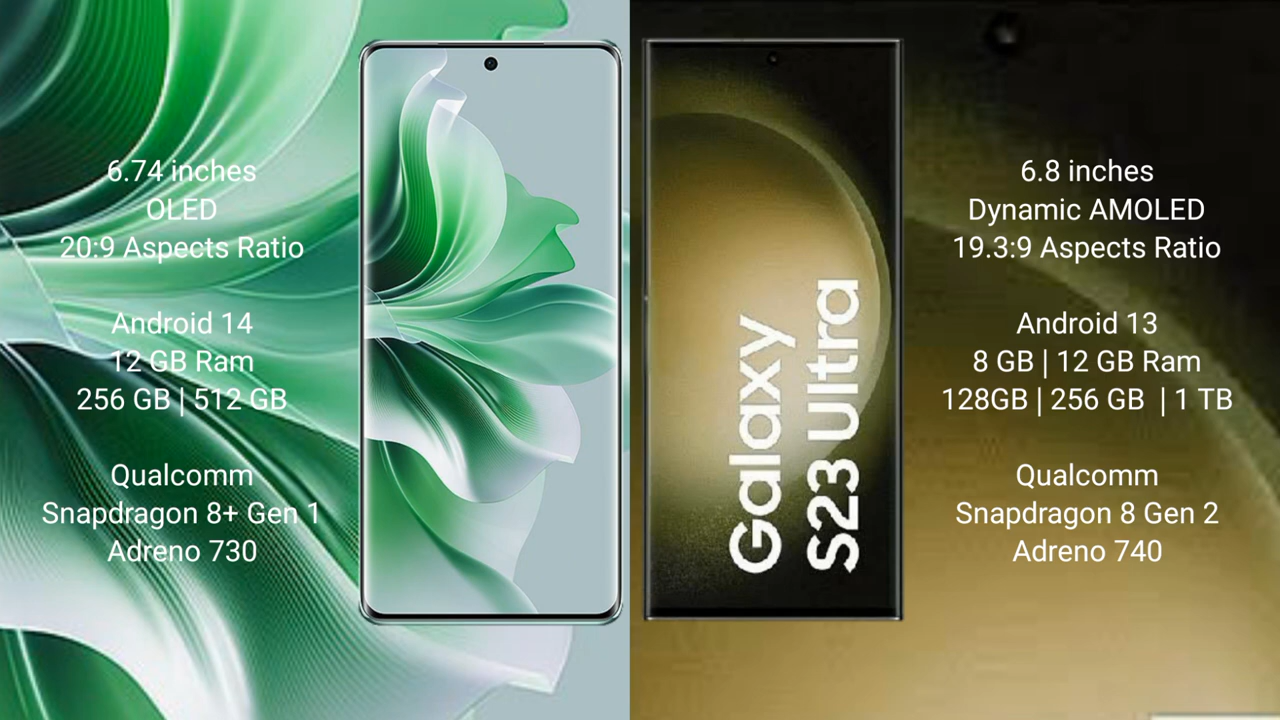 6.74 inches
OLED
20:9 Aspects Ratio
Android 14
12 GB Ram
256 GB | 512 GB
Qualcomm
Snapdragon 8+ Gen 1
Adreno 730
Galaxy
S23 Ultra
6.8 inches
Dynamic AMOLED
19.3:9 Aspects Ratio
Android 13
8 GB | 12 GB Ram
128GB | 256 GB | 1 TB
Qualcomm
Snapdragon 8 Gen 2
Adreno 740